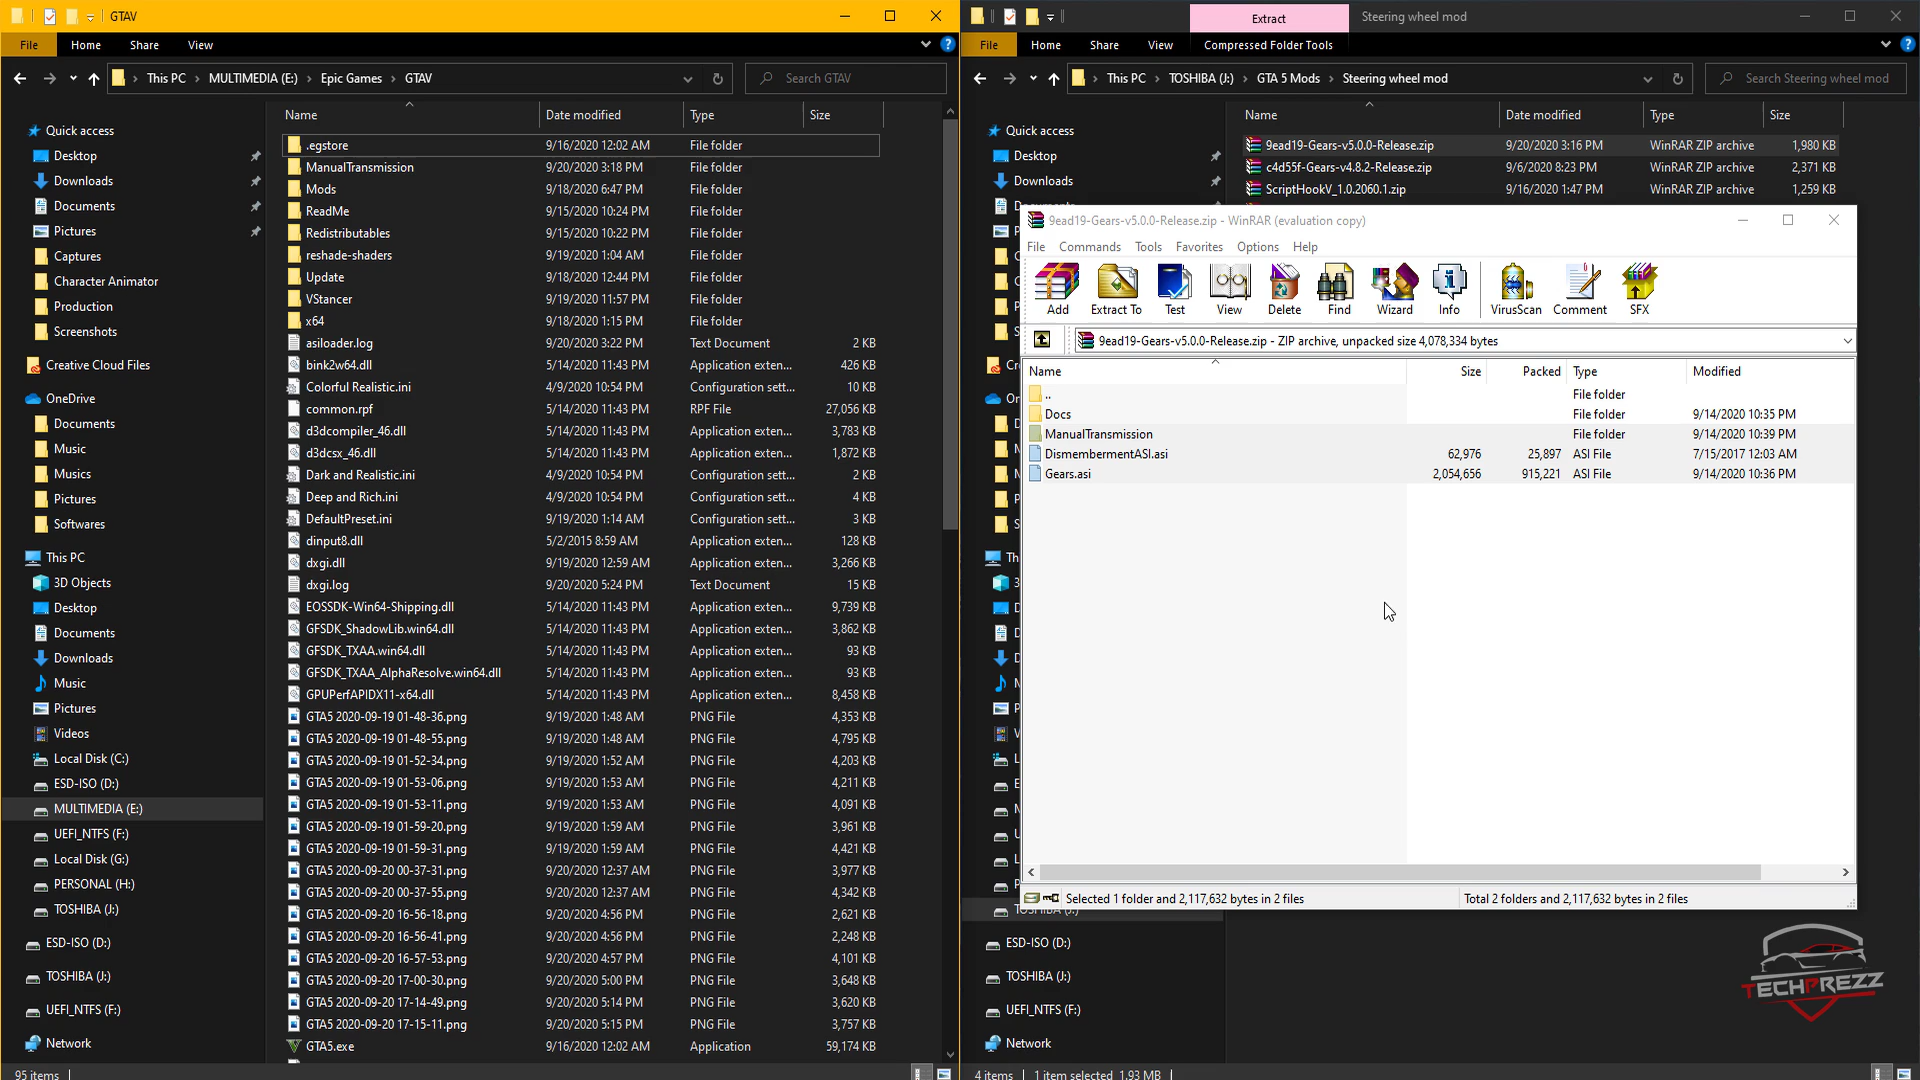 GTAV
File Home Share View
This PC › MULTIMEDIA (E:) › Epic Games › GTAV
Search GTAV
Quick access
Desktop
Downloads
Documents
Pictures
Captures
Character Animator
Production
Screenshots
Creative Cloud Files
OneDrive
Documents
Music
Musics
Pictures
Softwares
This PC
3D Objects
Desktop
Documents
Downloads
Music
Pictures
Videos
Local Disk (C:)
ESD-ISO (D:)
MULTIMEDIA (E:)
UEFI_NTFS (F:)
Local Disk (G:)
PERSONAL (H:)
TOSHIBA (J:)
ESD-ISO (D:)
TOSHIBA (J:)
UEFI_NTFS (F:)
Network
95 items
Name Date modified Type Size
.egstore 9/16/2020 12:02 AM File folder
ManualTransmission 9/20/2020 3:18 PM File folder
Mods 9/18/2020 6:47 PM File folder
ReadMe 9/15/2020 10:24 PM File folder
Redistributables 9/15/2020 10:22 PM File folder
reshade-shaders 9/19/2020 1:04 AM File folder
Update 9/18/2020 12:44 PM File folder
VStancer 9/19/2020 11:57 PM File folder
x64 9/18/2020 1:15 PM File folder
asiloader.log 9/20/2020 3:22 PM Text Document 2 KB
bink2w64.dll 5/14/2020 11:43 PM Application exten... 426 KB
Colorful Realistic.ini 4/9/2020 10:54 PM Configuration sett... 10 KB
common.rpf 5/14/2020 11:43 PM RPF File 27,056 KB
d3dcompiler_46.dll 5/14/2020 11:43 PM Application exten... 3,783 KB
d3dcsx_46.dll 5/14/2020 11:43 PM Application exten... 1,872 KB
Dark and Realistic.ini 4/9/2020 10:54 PM Configuration sett... 2 KB
Deep and Rich.ini 4/9/2020 10:54 PM Configuration sett... 4 KB
DefaultPreset.ini 9/19/2020 1:14 AM Configuration sett... 3 KB
dinput8.dll 5/2/2015 8:59 AM Application exten... 128 KB
dxgi.dll 9/19/2020 12:59 AM Application exten... 3,266 KB
dxgi.log 9/20/2020 5:24 PM Text Document 15 KB
EOSSDK-Win64-Shipping.dll 5/14/2020 11:43 PM Application exten... 9,739 KB
GFSDK_ShadowLib.win64.dll 5/14/2020 11:43 PM Application exten... 3,862 KB
GFSDK_TXAA.win64.dll 5/14/2020 11:43 PM Application exten... 93 KB
GFSDK_TXAA_AlphaResolve.win64.dll 5/14/2020 11:43 PM Application exten... 93 KB
GPUPerfAPIDX11-x64.dll 5/14/2020 11:43 PM Application exten... 8,458 KB
GTA5 2020-09-19 01-48-36.png 9/19/2020 1:48 AM PNG File 4,353 KB
GTA5 2020-09-19 01-48-55.png 9/19/2020 1:48 AM PNG File 4,795 KB
GTA5 2020-09-19 01-52-34.png 9/19/2020 1:52 AM PNG File 4,203 KB
GTA5 2020-09-19 01-53-06.png 9/19/2020 1:53 AM PNG File 4,211 KB
GTA5 2020-09-19 01-53-11.png 9/19/2020 1:53 AM PNG File 4,091 KB
GTA5 2020-09-19 01-59-20.png 9/19/2020 1:59 AM PNG File 3,961 KB
GTA5 2020-09-19 01-59-31.png 9/19/2020 1:59 AM PNG File 4,421 KB
GTA5 2020-09-20 00-37-31.png 9/20/2020 12:37 AM PNG File 3,977 KB
GTA5 2020-09-20 00-37-55.png 9/20/2020 12:37 AM PNG File 4,342 KB
GTA5 2020-09-20 16-56-18.png 9/20/2020 4:56 PM PNG File 2,621 KB
GTA5 2020-09-20 16-56-41.png 9/20/2020 4:56 PM PNG File 2,248 KB
GTA5 2020-09-20 16-57-53.png 9/20/2020 4:57 PM PNG File 4,101 KB
GTA5 2020-09-20 17-00-30.png 9/20/2020 5:00 PM PNG File 3,648 KB
GTA5 2020-09-20 17-14-49.png 9/20/2020 5:14 PM PNG File 3,620 KB
GTA5 2020-09-20 17-15-11.png 9/20/2020 5:15 PM PNG File 3,757 KB
GTA5.exe 9/16/2020 12:02 AM Application 59,174 KB
Extract Steering wheel mod
File Home Share View Compressed Folder Tools
This PC › TOSHIBA (J:) › GTA 5 Mods › Steering wheel mod
Search Steering wheel mod
Quick access
Desktop
Downloads
Name Date modified Type Size
9ead19-Gears-v5.0.0-Release.zip 9/20/2020 3:16 PM WinRAR ZIP archive 1,980 KB
c4d55f-Gears-v4.8.2-Release.zip 9/6/2020 8:23 PM WinRAR ZIP archive 2,371 KB
ScriptHookV_1.0.2060.1.zip 9/16/2020 1:47 PM WinRAR ZIP archive 1,259 KB
9ead19-Gears-v5.0.0-Release.zip - WinRAR (evaluation copy)
File Commands Tools Favorites Options Help
Add Extract To Test View Delete Find Wizard Info VirusScan Comment SFX
9ead19-Gears-v5.0.0-Release.zip - ZIP archive, unpacked size 4,078,334 bytes
Name Size Packed Type Modified
.. File folder
Docs File folder 9/14/2020 10:35 PM
ManualTransmission File folder 9/14/2020 10:39 PM
DismembermentASI.asi 62,976 25,897 ASI File 7/15/2017 12:03 AM
Gears.asi 2,054,656 915,221 ASI File 9/14/2020 10:36 PM
Selected 1 folder and 2,117,632 bytes in 2 files
Total 2 folders and 2,117,632 bytes in 2 files
TOSHIBA (J:)
ESD-ISO (D:)
TOSHIBA (J:)
UEFI_NTFS (F:)
Network
4 items 1 item selected 1.93 MB
TECHPREZZ